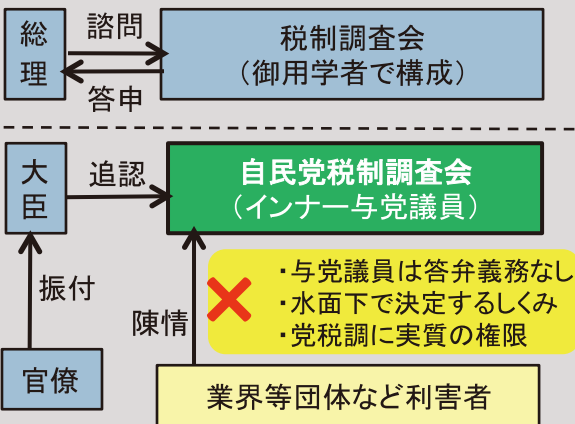 総
理
諮問
答申
税制調査会
（御用学者で構成）
大
臣
追認
自民党税制調査会
（インナー与党議員）
振付
陳情
・与党議員は答弁義務なし
・水面下で決定するしくみ
・党税調に実質の権限
官僚
業界等団体など利害者